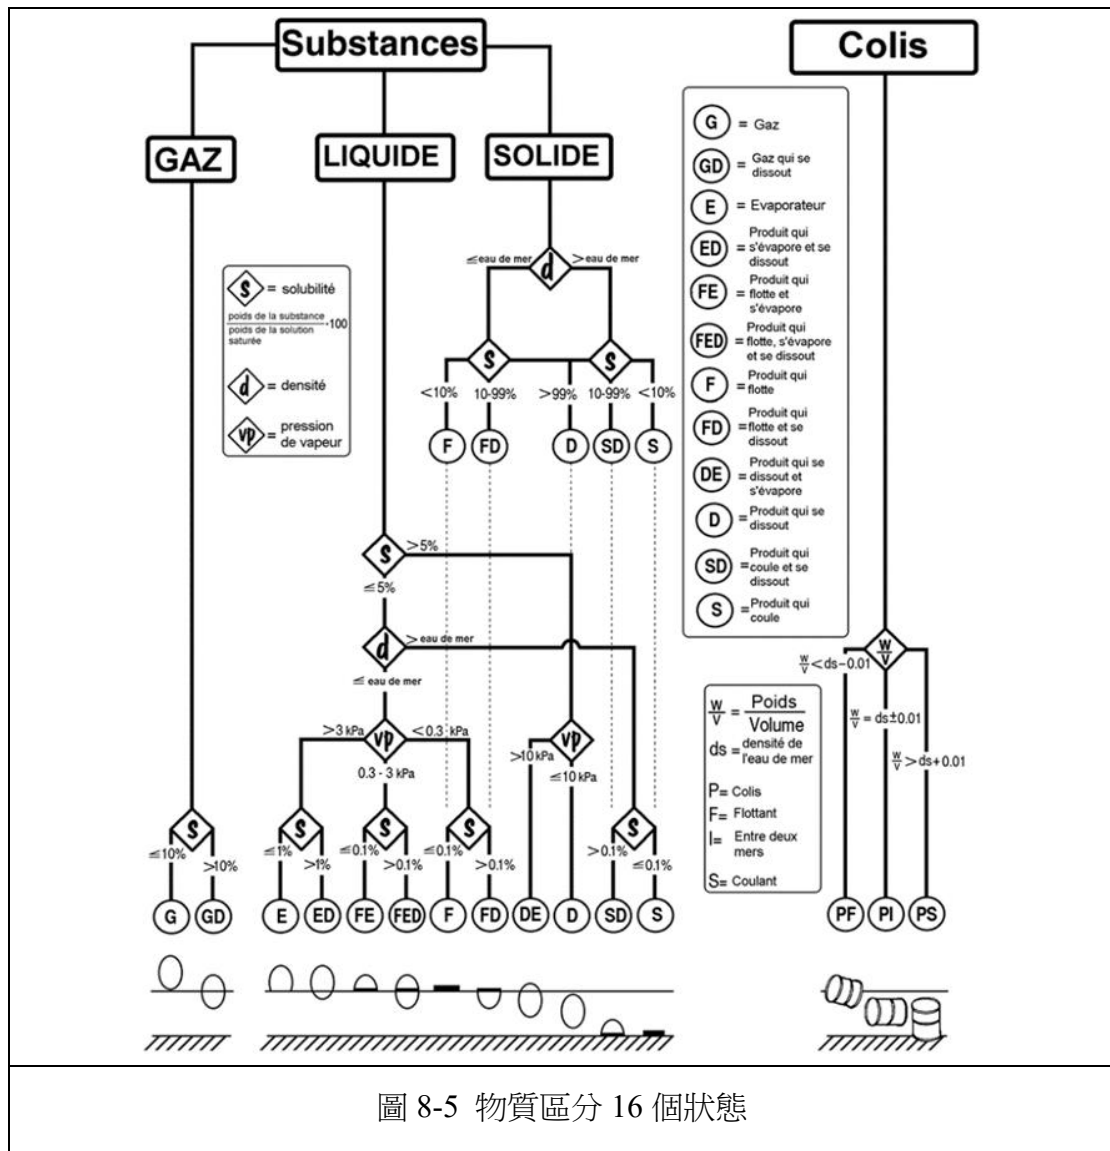 Substances
Colis
GAZ
LIQUIDE
SOLIDE
S = solubilité
poids de la substance
poids de la solution saturée
·100
d = densité
vp = pression
de vapeur
≤eau de mer
d
>eau de mer
S
S
<10%
10-99%
>99%
10-99%
<10%
F
FD
D
SD
S
S
>5%
≤5%
d
>eau de mer
≤ eau de mer
>3 kPa
vp
<0.3 kPa
0.3 - 3 kPa
vp
>10 kPa
≤10 kPa
S
S
S
S
S
≤10%
>10%
≤1%
>1%
≤0.1%
>0.1%
≤0.1%
>0.1%
>0.1%
≤0.1%
G
GD
E
ED
FE
FED
F
FD
DE
D
SD
S
G = Gaz
GD = Gaz qui se
dissout
E = Evaporateur
ED = Produit qui
s'évapore et se
dissout
FE = Produit qui
flotte et
s'évapore
FED = Produit qui
flotte, s'évapore
et se dissout
F = Produit qui
flotte
FD = Produit qui
flotte et se
dissout
DE = Produit qui se
dissout et
s'évapore
D = Produit qui se
dissout
SD = Produit qui
coule et se
dissout
S = Produit qui
coule
w/v
w/v <ds−0.01
w/v = ds±0.01
w/v >ds+0.01
w/v = Poids/Volume
ds = densité de
l'eau de mer
P= Colis
F= Flottant
I= Entre deux
mers
S= Coulant
PF
PI
PS
圖 8-5 物質區分 16 個狀態